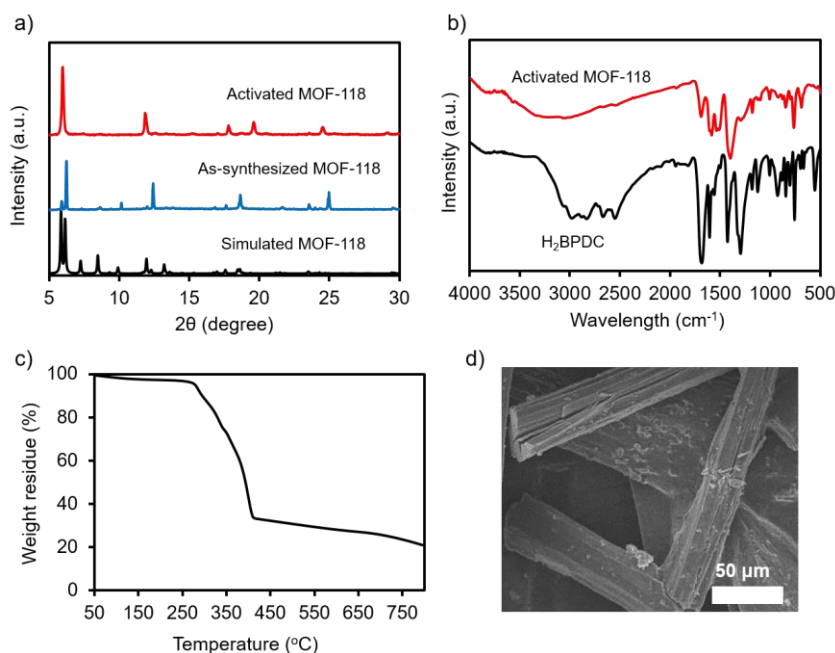 a)
Intensity (a.u.)
Activated MOF-118
As-synthesized MOF-118
Simulated MOF-118
5 10 15 20 25 30
2θ (degree)
b)
Intensity (a.u.)
Activated MOF-118
H₂BPDC
4000 3500 3000 2500 2000 1500 1000 500
Wavelength (cm⁻¹)
c)
Weight residue (%)
100
80
60
40
20
0
50 150 250 350 450 550 650 750
Temperature (°C)
d)
50 µm